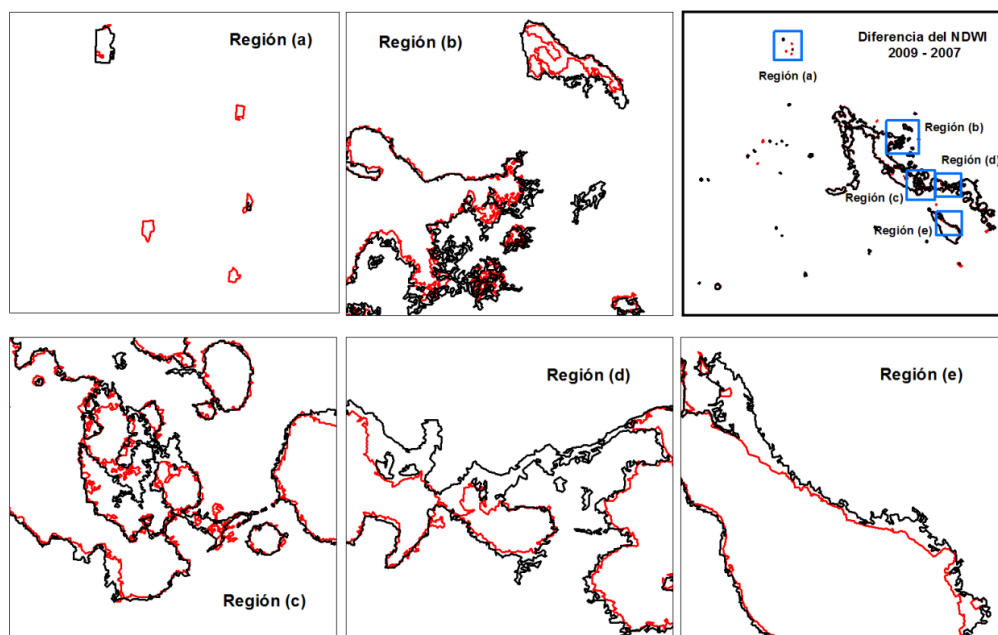 Región (a)
Región (b)
Diferencia del NDWI
2009 - 2007
Región (a)
Región (b)
Región (d)
Región (c)
Región (e)
Región (c)
Región (d)
Región (e)